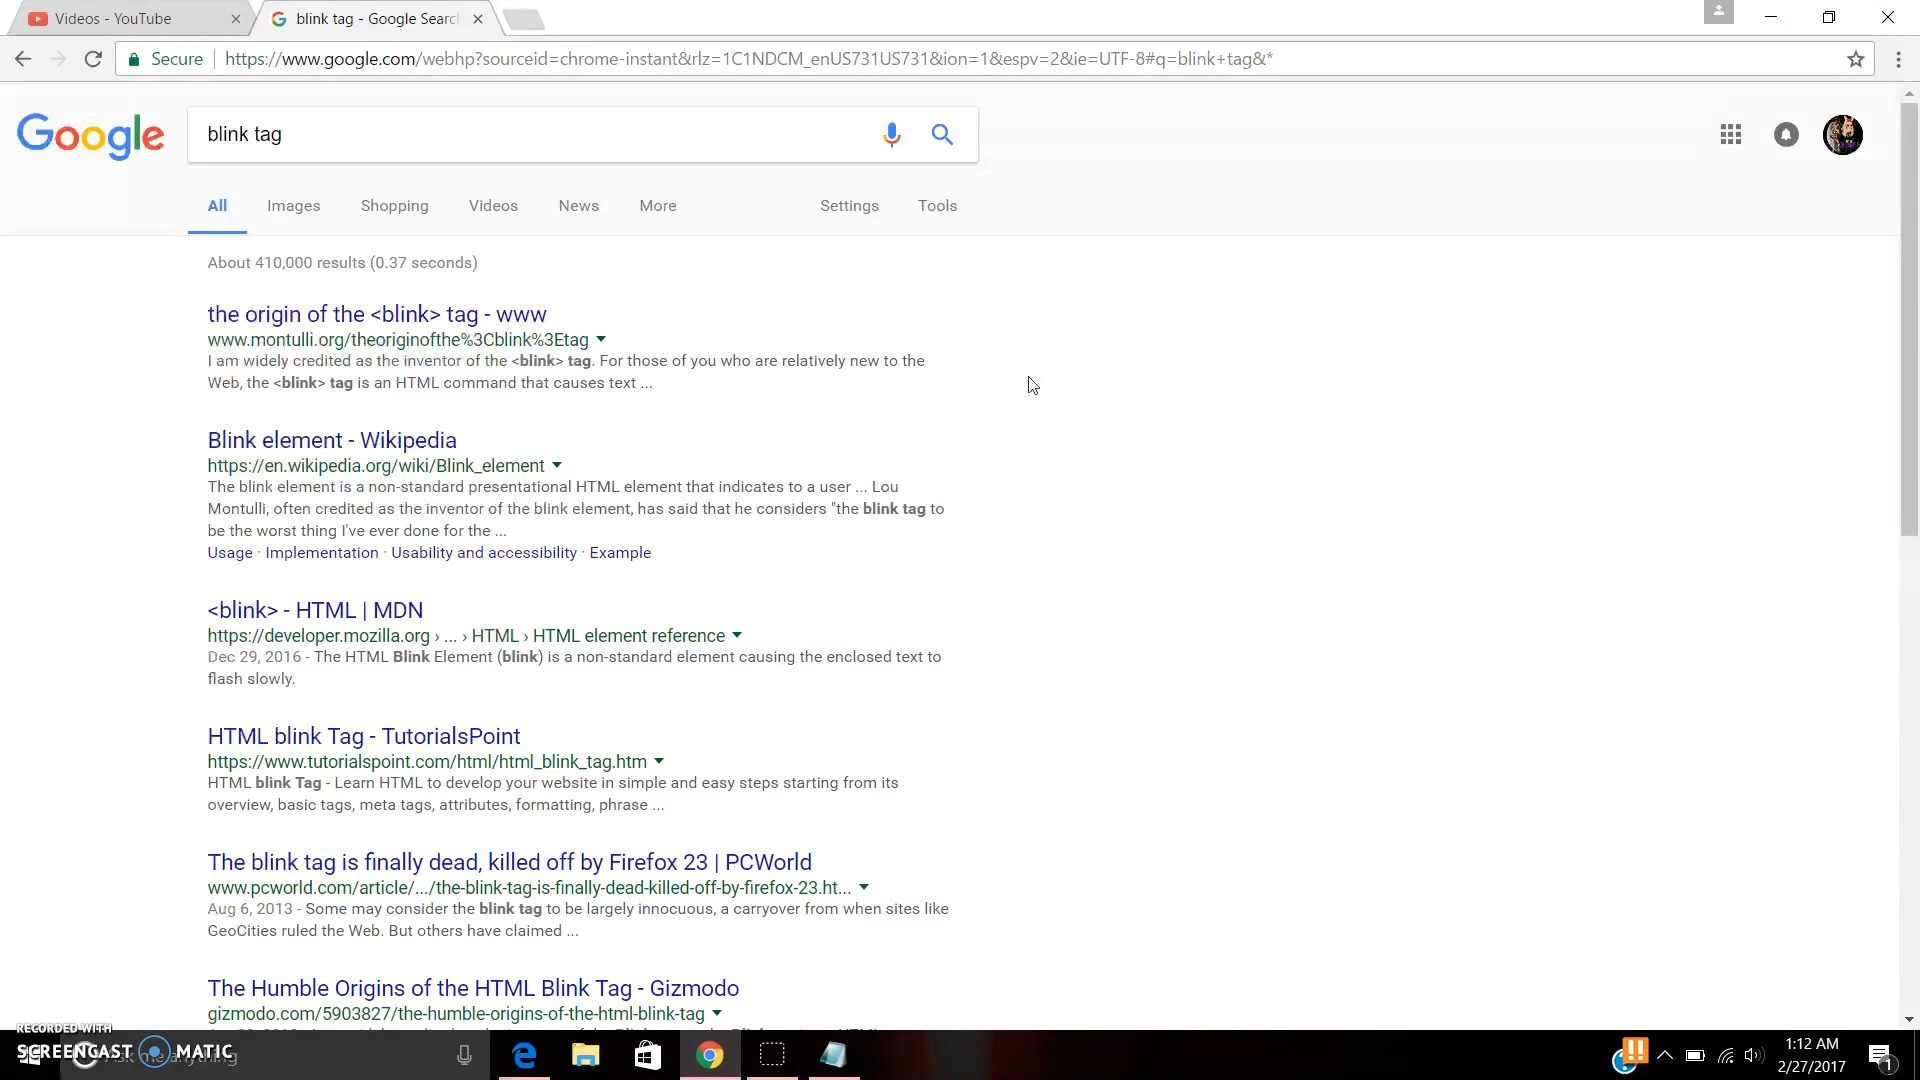 Videos - YouTube
blink tag - Google Searc
Secure
https://www.google.com/webhp?sourceid=chrome-instant&rlz=1C1NDCM_enUS731US731&ion=1&espv=2&ie=UTF-8#q=blink+tag&*
Google
blink tag
All Images Shopping Videos News More Settings Tools
About 410,000 results (0.37 seconds)
the origin of the <blink> tag - www
www.montulli.org/theoriginofthe%3Cblink%3Etag
I am widely credited as the inventor of the <blink> tag. For those of you who are relatively new to the
Web, the <blink> tag is an HTML command that causes text ...
Blink element - Wikipedia
https://en.wikipedia.org/wiki/Blink_element
The blink element is a non-standard presentational HTML element that indicates to a user ... Lou
Montulli, often credited as the inventor of the blink element, has said that he considers "the blink tag to
be the worst thing I've ever done for the ...
Usage · Implementation · Usability and accessibility · Example
<blink> - HTML | MDN
https://developer.mozilla.org › ... › HTML › HTML element reference
Dec 29, 2016 - The HTML Blink Element (blink) is a non-standard element causing the enclosed text to
flash slowly.
HTML blink Tag - TutorialsPoint
https://www.tutorialspoint.com/html/html_blink_tag.htm
HTML blink Tag - Learn HTML to develop your website in simple and easy steps starting from its
overview, basic tags, meta tags, attributes, formatting, phrase ...
The blink tag is finally dead, killed off by Firefox 23 | PCWorld
www.pcworld.com/article/.../the-blink-tag-is-finally-dead-killed-off-by-firefox-23.ht...
Aug 6, 2013 - Some may consider the blink tag to be largely innocuous, a carryover from when sites like
GeoCities ruled the Web. But others have claimed ...
The Humble Origins of the HTML Blink Tag - Gizmodo
gizmodo.com/5903827/the-humble-origins-of-the-html-blink-tag
RECORDED WITH
SCREENCAST MATIC
Ask me anything
1:12 AM
2/27/2017
1